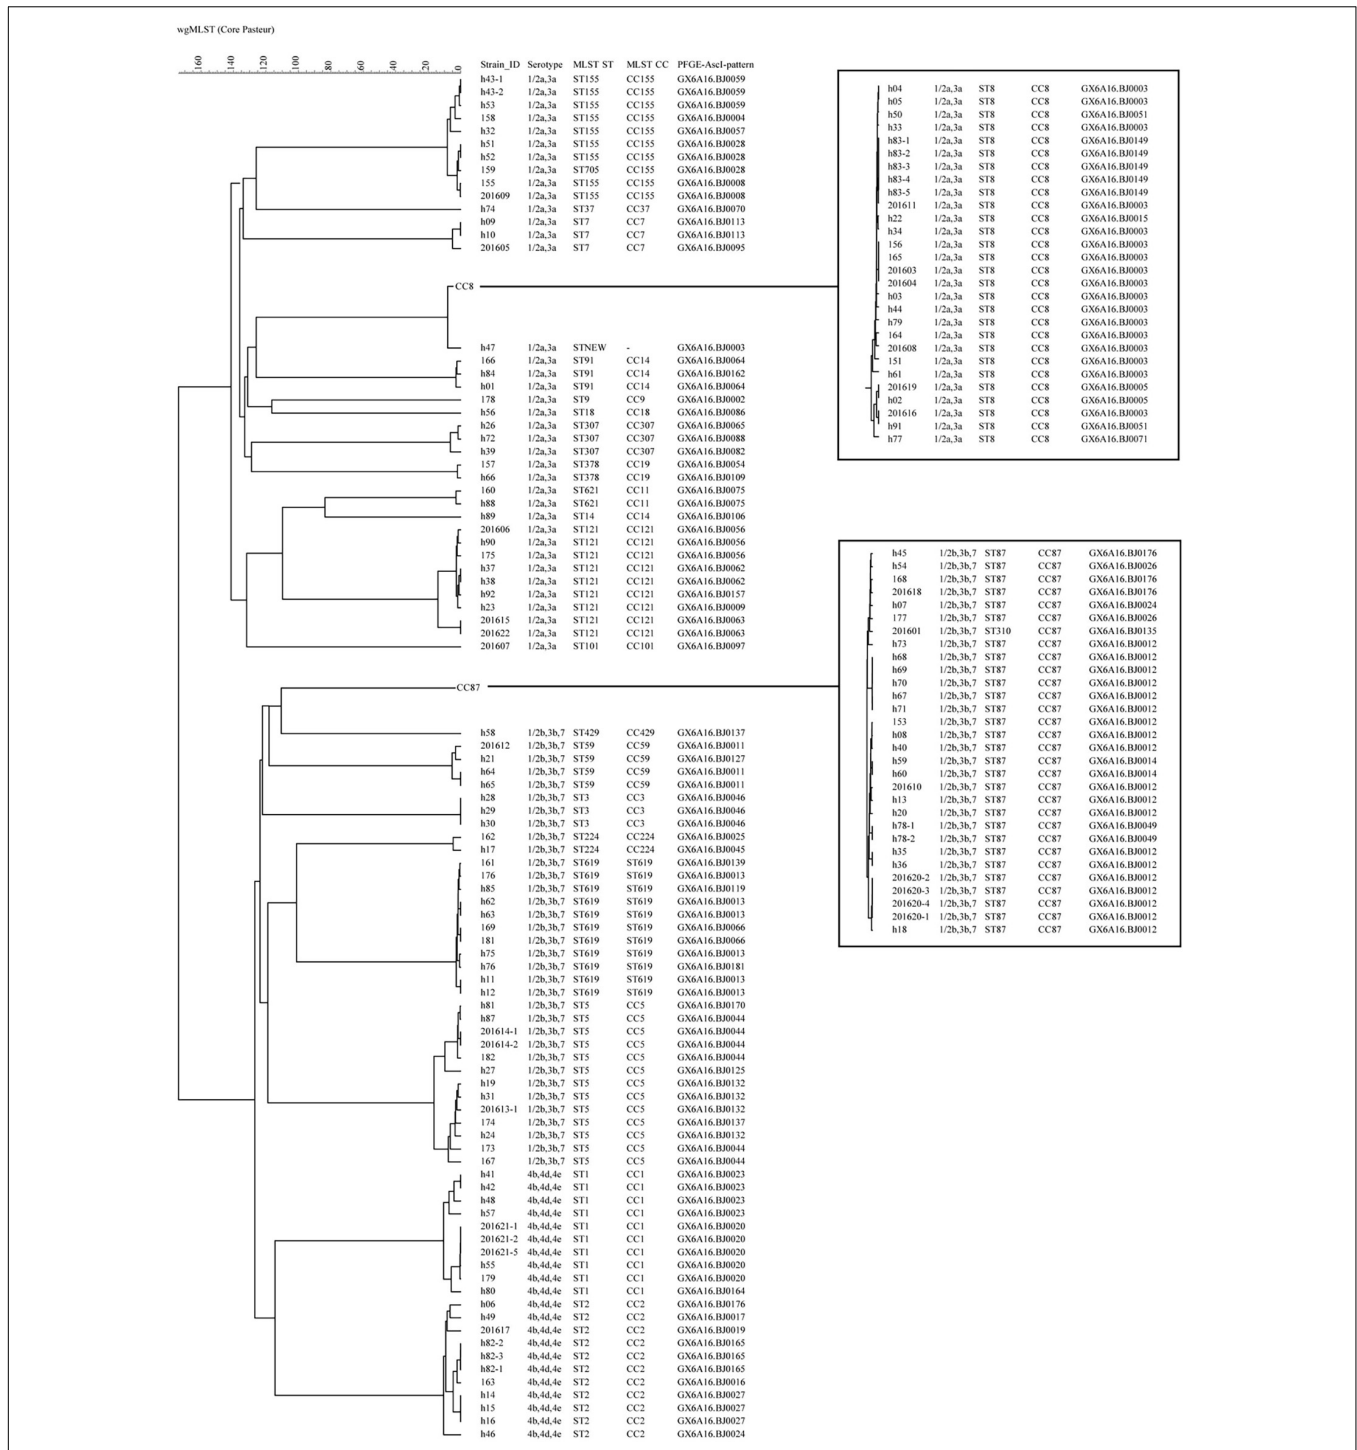 wgMLST (Core Pasteur)
160 140 120 100 80 60 40 20 0
Strain_ID Serotype MLST ST MLST CC PFGE-AscI-pattern
h43-1 1/2a,3a ST155 CC155 GX6A16.BJ0059
h43-2 1/2a,3a ST155 CC155 GX6A16.BJ0059
h53 1/2a,3a ST155 CC155 GX6A16.BJ0059
158 1/2a,3a ST155 CC155 GX6A16.BJ0004
h32 1/2a,3a ST155 CC155 GX6A16.BJ0057
h51 1/2a,3a ST155 CC155 GX6A16.BJ0028
h52 1/2a,3a ST155 CC155 GX6A16.BJ0028
159 1/2a,3a ST705 CC155 GX6A16.BJ0028
155 1/2a,3a ST155 CC155 GX6A16.BJ0008
201609 1/2a,3a ST155 CC155 GX6A16.BJ0008
h74 1/2a,3a ST37 CC37 GX6A16.BJ0070
h09 1/2a,3a ST7 CC7 GX6A16.BJ0113
h10 1/2a,3a ST7 CC7 GX6A16.BJ0113
201605 1/2a,3a ST7 CC7 GX6A16.BJ0095
CC8
h47 1/2a,3a STNEW - GX6A16.BJ0003
166 1/2a,3a ST91 CC14 GX6A16.BJ0064
h84 1/2a,3a ST91 CC14 GX6A16.BJ0162
h01 1/2a,3a ST91 CC14 GX6A16.BJ0064
178 1/2a,3a ST9 CC9 GX6A16.BJ0002
h56 1/2a,3a ST18 CC18 GX6A16.BJ0086
h26 1/2a,3a ST307 CC307 GX6A16.BJ0065
h72 1/2a,3a ST307 CC307 GX6A16.BJ0088
h39 1/2a,3a ST307 CC307 GX6A16.BJ0082
157 1/2a,3a ST378 CC19 GX6A16.BJ0054
h66 1/2a,3a ST378 CC19 GX6A16.BJ0109
160 1/2a,3a ST621 CC11 GX6A16.BJ0075
h88 1/2a,3a ST621 CC11 GX6A16.BJ0075
h89 1/2a,3a ST14 CC14 GX6A16.BJ0106
201606 1/2a,3a ST121 CC121 GX6A16.BJ0056
h90 1/2a,3a ST121 CC121 GX6A16.BJ0056
175 1/2a,3a ST121 CC121 GX6A16.BJ0056
h37 1/2a,3a ST121 CC121 GX6A16.BJ0062
h38 1/2a,3a ST121 CC121 GX6A16.BJ0062
h92 1/2a,3a ST121 CC121 GX6A16.BJ0157
h23 1/2a,3a ST121 CC121 GX6A16.BJ0009
201615 1/2a,3a ST121 CC121 GX6A16.BJ0063
201622 1/2a,3a ST121 CC121 GX6A16.BJ0063
201607 1/2a,3a ST101 CC101 GX6A16.BJ0097
CC87
h58 1/2b,3b,7 ST429 CC429 GX6A16.BJ0137
201612 1/2b,3b,7 ST59 CC59 GX6A16.BJ0011
h21 1/2b,3b,7 ST59 CC59 GX6A16.BJ0127
h64 1/2b,3b,7 ST59 CC59 GX6A16.BJ0011
h65 1/2b,3b,7 ST59 CC59 GX6A16.BJ0011
h28 1/2b,3b,7 ST3 CC3 GX6A16.BJ0046
h29 1/2b,3b,7 ST3 CC3 GX6A16.BJ0046
h30 1/2b,3b,7 ST3 CC3 GX6A16.BJ0046
162 1/2b,3b,7 ST224 CC224 GX6A16.BJ0025
h17 1/2b,3b,7 ST224 CC224 GX6A16.BJ0045
161 1/2b,3b,7 ST619 ST619 GX6A16.BJ0139
176 1/2b,3b,7 ST619 ST619 GX6A16.BJ0013
h85 1/2b,3b,7 ST619 ST619 GX6A16.BJ0119
h62 1/2b,3b,7 ST619 ST619 GX6A16.BJ0013
h63 1/2b,3b,7 ST619 ST619 GX6A16.BJ0013
169 1/2b,3b,7 ST619 ST619 GX6A16.BJ0066
181 1/2b,3b,7 ST619 ST619 GX6A16.BJ0066
h75 1/2b,3b,7 ST619 ST619 GX6A16.BJ0013
h76 1/2b,3b,7 ST619 ST619 GX6A16.BJ0181
h11 1/2b,3b,7 ST619 ST619 GX6A16.BJ0013
h12 1/2b,3b,7 ST619 ST619 GX6A16.BJ0013
h81 1/2b,3b,7 ST5 CC5 GX6A16.BJ0170
h87 1/2b,3b,7 ST5 CC5 GX6A16.BJ0044
201614-1 1/2b,3b,7 ST5 CC5 GX6A16.BJ0044
201614-2 1/2b,3b,7 ST5 CC5 GX6A16.BJ0044
182 1/2b,3b,7 ST5 CC5 GX6A16.BJ0044
h27 1/2b,3b,7 ST5 CC5 GX6A16.BJ0125
h19 1/2b,3b,7 ST5 CC5 GX6A16.BJ0132
h31 1/2b,3b,7 ST5 CC5 GX6A16.BJ0132
201613-1 1/2b,3b,7 ST5 CC5 GX6A16.BJ0132
174 1/2b,3b,7 ST5 CC5 GX6A16.BJ0137
h24 1/2b,3b,7 ST5 CC5 GX6A16.BJ0132
173 1/2b,3b,7 ST5 CC5 GX6A16.BJ0044
167 1/2b,3b,7 ST5 CC5 GX6A16.BJ0044
h41 4b,4d,4e ST1 CC1 GX6A16.BJ0023
h42 4b,4d,4e ST1 CC1 GX6A16.BJ0023
h48 4b,4d,4e ST1 CC1 GX6A16.BJ0023
h57 4b,4d,4e ST1 CC1 GX6A16.BJ0023
201621-1 4b,4d,4e ST1 CC1 GX6A16.BJ0020
201621-2 4b,4d,4e ST1 CC1 GX6A16.BJ0020
201621-5 4b,4d,4e ST1 CC1 GX6A16.BJ0020
h55 4b,4d,4e ST1 CC1 GX6A16.BJ0020
179 4b,4d,4e ST1 CC1 GX6A16.BJ0020
h80 4b,4d,4e ST1 CC1 GX6A16.BJ0164
h06 4b,4d,4e ST2 CC2 GX6A16.BJ0176
h49 4b,4d,4e ST2 CC2 GX6A16.BJ0017
201617 4b,4d,4e ST2 CC2 GX6A16.BJ0019
h82-2 4b,4d,4e ST2 CC2 GX6A16.BJ0165
h82-3 4b,4d,4e ST2 CC2 GX6A16.BJ0165
h82-1 4b,4d,4e ST2 CC2 GX6A16.BJ0165
163 4b,4d,4e ST2 CC2 GX6A16.BJ0016
h14 4b,4d,4e ST2 CC2 GX6A16.BJ0027
h15 4b,4d,4e ST2 CC2 GX6A16.BJ0027
h16 4b,4d,4e ST2 CC2 GX6A16.BJ0027
h46 4b,4d,4e ST2 CC2 GX6A16.BJ0024
h04 1/2a,3a ST8 CC8 GX6A16.BJ0003
h05 1/2a,3a ST8 CC8 GX6A16.BJ0003
h50 1/2a,3a ST8 CC8 GX6A16.BJ0051
h33 1/2a,3a ST8 CC8 GX6A16.BJ0003
h83-1 1/2a,3a ST8 CC8 GX6A16.BJ0149
h83-2 1/2a,3a ST8 CC8 GX6A16.BJ0149
h83-3 1/2a,3a ST8 CC8 GX6A16.BJ0149
h83-4 1/2a,3a ST8 CC8 GX6A16.BJ0149
h83-5 1/2a,3a ST8 CC8 GX6A16.BJ0149
201611 1/2a,3a ST8 CC8 GX6A16.BJ0003
h22 1/2a,3a ST8 CC8 GX6A16.BJ0015
h34 1/2a,3a ST8 CC8 GX6A16.BJ0003
156 1/2a,3a ST8 CC8 GX6A16.BJ0003
165 1/2a,3a ST8 CC8 GX6A16.BJ0003
201603 1/2a,3a ST8 CC8 GX6A16.BJ0003
201604 1/2a,3a ST8 CC8 GX6A16.BJ0003
h03 1/2a,3a ST8 CC8 GX6A16.BJ0003
h44 1/2a,3a ST8 CC8 GX6A16.BJ0003
h79 1/2a,3a ST8 CC8 GX6A16.BJ0003
164 1/2a,3a ST8 CC8 GX6A16.BJ0003
201608 1/2a,3a ST8 CC8 GX6A16.BJ0003
151 1/2a,3a ST8 CC8 GX6A16.BJ0003
h61 1/2a,3a ST8 CC8 GX6A16.BJ0003
201619 1/2a,3a ST8 CC8 GX6A16.BJ0005
h02 1/2a,3a ST8 CC8 GX6A16.BJ0005
201616 1/2a,3a ST8 CC8 GX6A16.BJ0003
h91 1/2a,3a ST8 CC8 GX6A16.BJ0051
h77 1/2a,3a ST8 CC8 GX6A16.BJ0071
h45 1/2b,3b,7 ST87 CC87 GX6A16.BJ0176
h54 1/2b,3b,7 ST87 CC87 GX6A16.BJ0026
168 1/2b,3b,7 ST87 CC87 GX6A16.BJ0176
201618 1/2b,3b,7 ST87 CC87 GX6A16.BJ0176
h07 1/2b,3b,7 ST87 CC87 GX6A16.BJ0024
177 1/2b,3b,7 ST87 CC87 GX6A16.BJ0026
201601 1/2b,3b,7 ST310 CC87 GX6A16.BJ0135
h73 1/2b,3b,7 ST87 CC87 GX6A16.BJ0012
h68 1/2b,3b,7 ST87 CC87 GX6A16.BJ0012
h69 1/2b,3b,7 ST87 CC87 GX6A16.BJ0012
h70 1/2b,3b,7 ST87 CC87 GX6A16.BJ0012
h67 1/2b,3b,7 ST87 CC87 GX6A16.BJ0012
h71 1/2b,3b,7 ST87 CC87 GX6A16.BJ0012
153 1/2b,3b,7 ST87 CC87 GX6A16.BJ0012
h08 1/2b,3b,7 ST87 CC87 GX6A16.BJ0012
h40 1/2b,3b,7 ST87 CC87 GX6A16.BJ0012
h59 1/2b,3b,7 ST87 CC87 GX6A16.BJ0014
h60 1/2b,3b,7 ST87 CC87 GX6A16.BJ0014
201610 1/2b,3b,7 ST87 CC87 GX6A16.BJ0012
h13 1/2b,3b,7 ST87 CC87 GX6A16.BJ0012
h20 1/2b,3b,7 ST87 CC87 GX6A16.BJ0012
h78-1 1/2b,3b,7 ST87 CC87 GX6A16.BJ0049
h78-2 1/2b,3b,7 ST87 CC87 GX6A16.BJ0049
h35 1/2b,3b,7 ST87 CC87 GX6A16.BJ0012
h36 1/2b,3b,7 ST87 CC87 GX6A16.BJ0012
201620-2 1/2b,3b,7 ST87 CC87 GX6A16.BJ0012
201620-3 1/2b,3b,7 ST87 CC87 GX6A16.BJ0012
201620-4 1/2b,3b,7 ST87 CC87 GX6A16.BJ0012
201620-1 1/2b,3b,7 ST87 CC87 GX6A16.BJ0012
h18 1/2b,3b,7 ST87 CC87 GX6A16.BJ0012